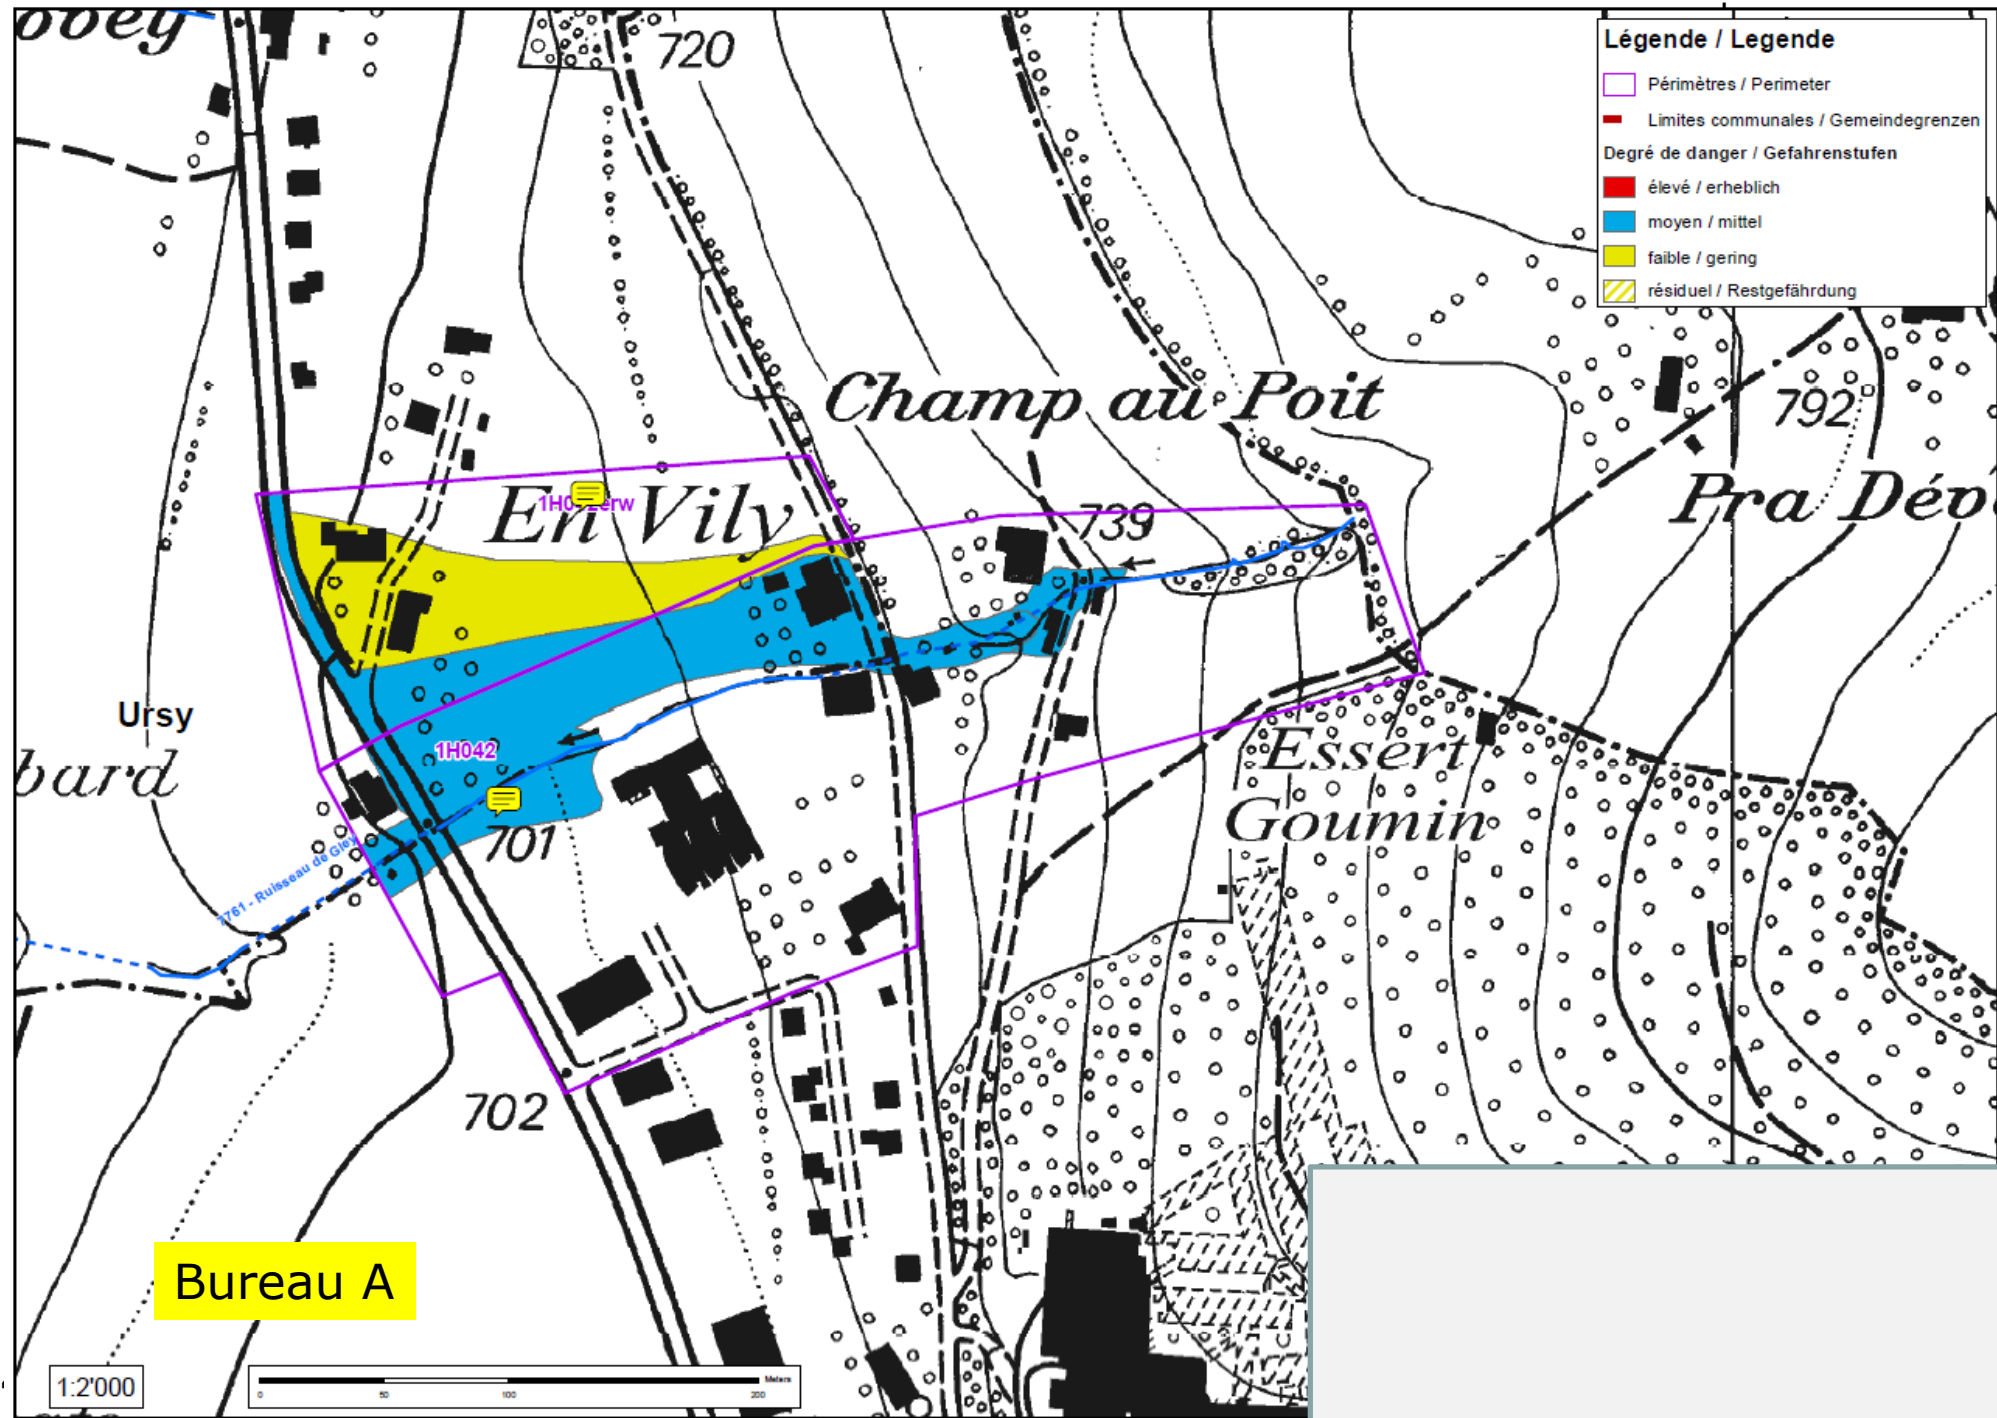 720
Légende / Legende
Périmètres / Perimeter
Limites communales / Gemeindegrenzen
Degré de danger / Gefahrenstufen
élevé / erheblich
moyen / mittel
faible / gering
résiduel / Restgefährdung
Champ au Poit
792
Pra Dév
En Vily
739
Ursy
bard
1H042
701
Essert
Goumin
7761 - Ruisseau de Gley
702
Bureau A
1:2'000
0 50 100 200 Meters